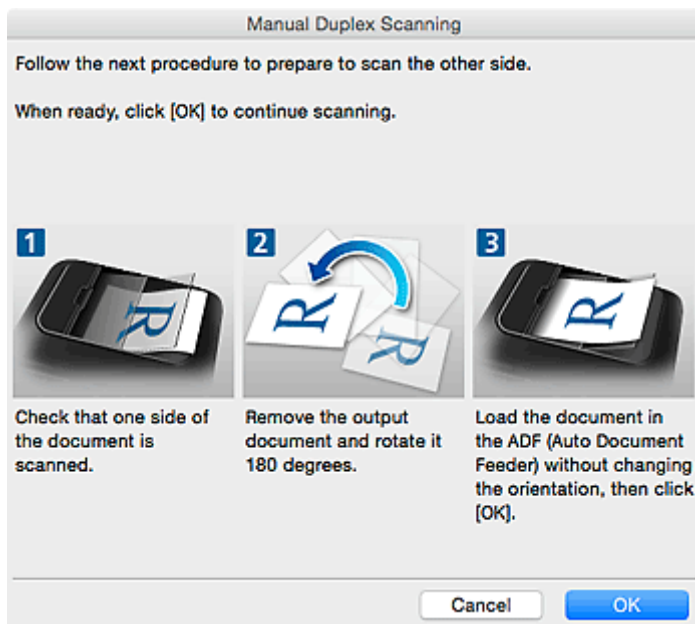 Manual Duplex Scanning
Follow the next procedure to prepare to scan the other side.
When ready, click [OK] to continue scanning.
1
R
Check that one side of
the document is
scanned.
2
R
R
Remove the output
document and rotate it
180 degrees.
3
R
Load the document in
the ADF (Auto Document
Feeder) without changing
the orientation, then click
[OK].
Cancel
OK